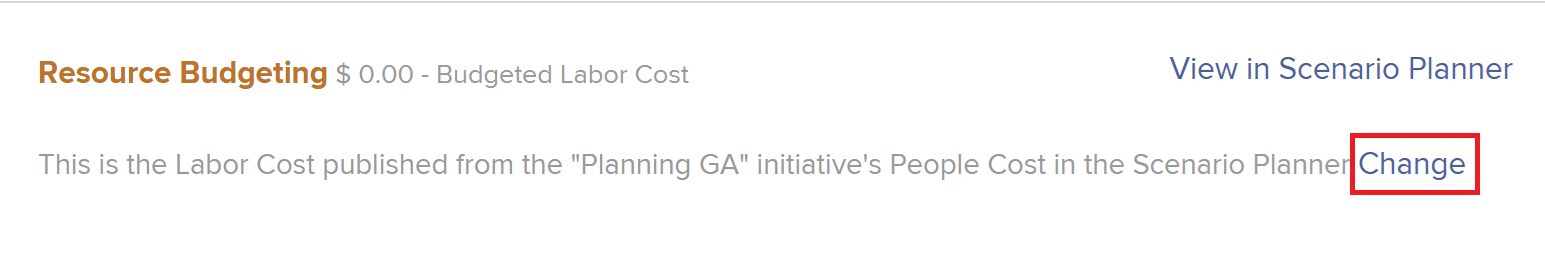 Resource Budgeting $ 0.00 - Budgeted Labor Cost View in Scenario Planner
This is the Labor Cost published from the "Planning GA" initiative's People Cost in the Scenario Planner Change